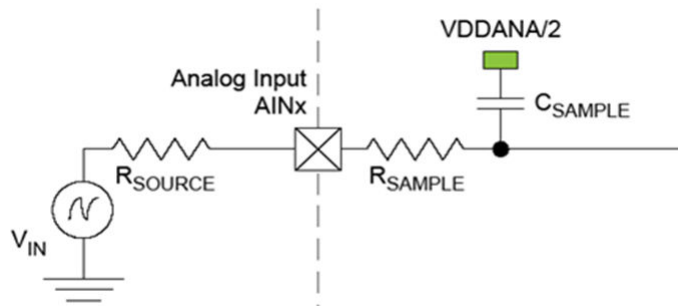 VDDANA/2
Analog Input
AINx
CSAMPLE
RSOURCE
RSAMPLE
VIN